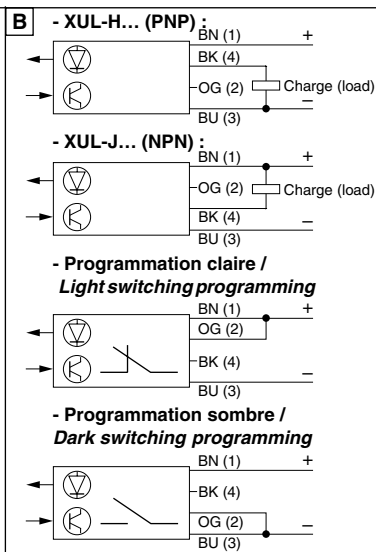 B
- XUL-H... (PNP) :
BN (1) +
BK (4)
OG (2) Charge (load)
BU (3) –
- XUL-J... (NPN) :
BN (1) +
OG (2) Charge (load)
BK (4)
BU (3) –
- Programmation claire /
Light switching programming
BN (1) +
OG (2)
BK (4)
BU (3) –
- Programmation sombre /
Dark switching programming
BN (1) +
BK (4)
OG (2) –
BU (3)